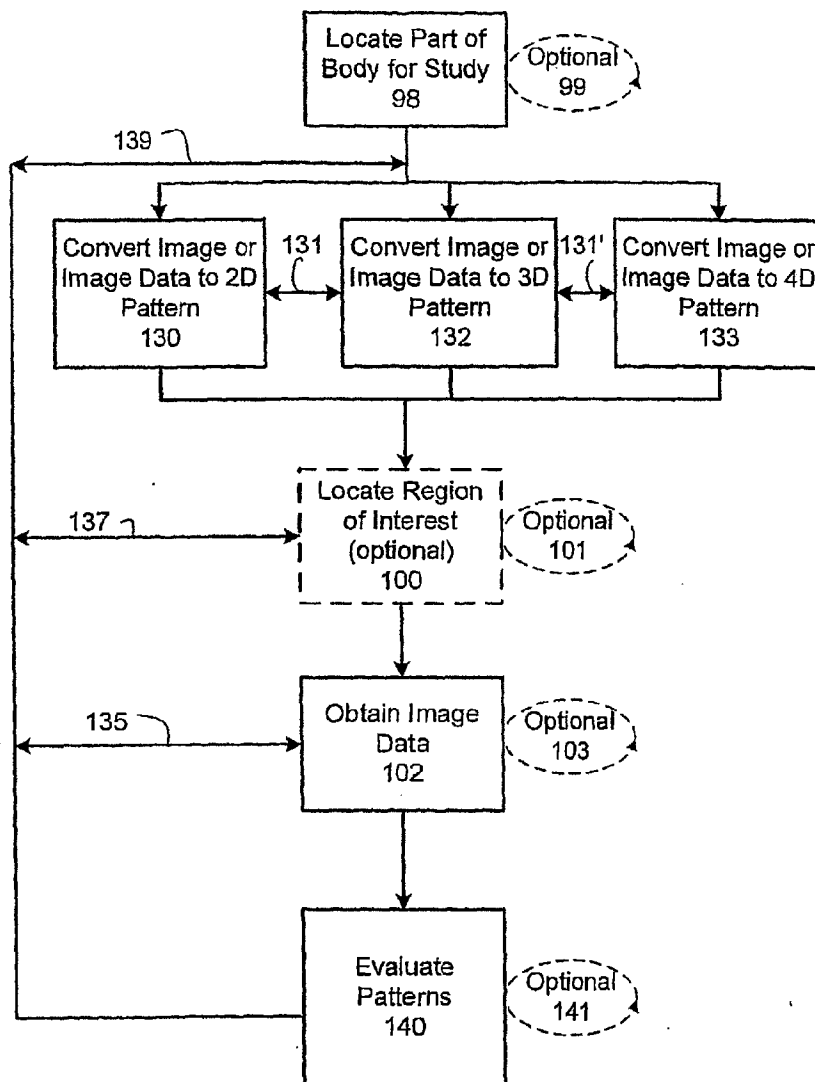 Locate Part of
Body for Study
98
Optional
99
139
Convert Image or
Image Data to 2D
Pattern
130
131
Convert Image or
Image Data to 3D
Pattern
132
131'
Convert Image or
Image Data to 4D
Pattern
133
137
Locate Region
of Interest
(optional)
100
Optional
101
135
Obtain Image
Data
102
Optional
103
Evaluate
Patterns
140
Optional
141